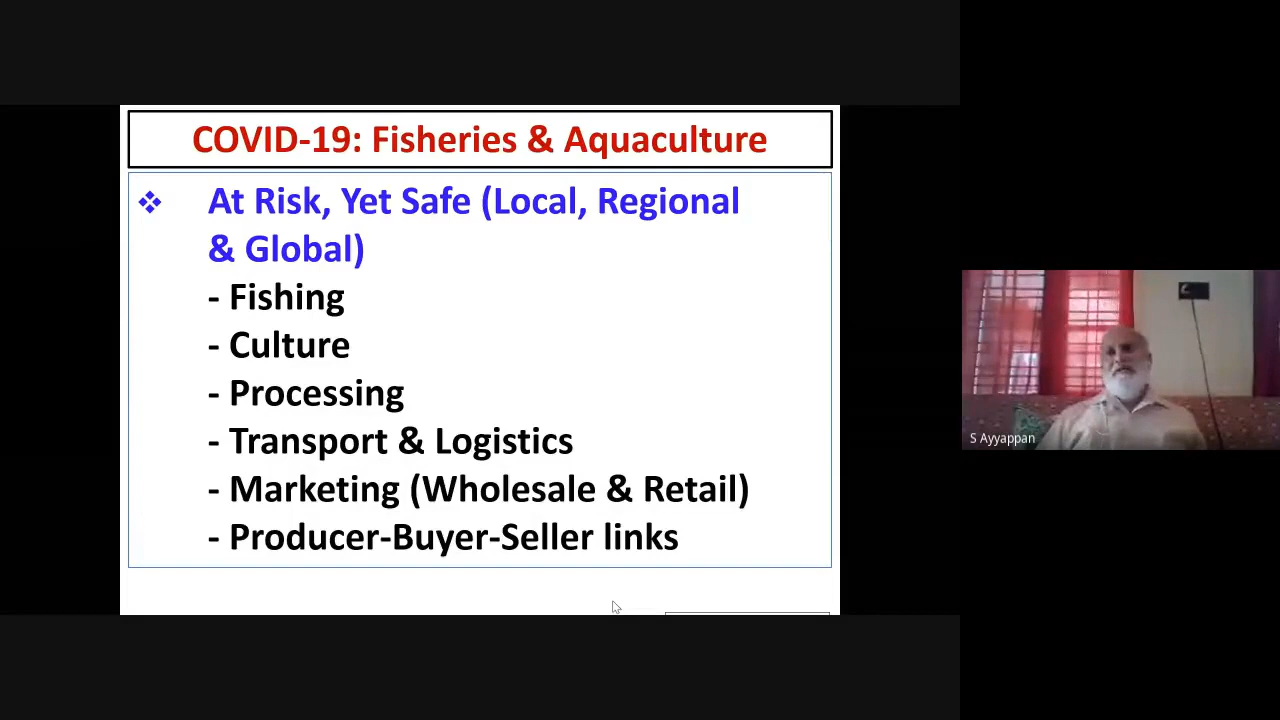 COVID-19: Fisheries & Aquaculture
❖ At Risk, Yet Safe (Local, Regional
& Global)
- Fishing
- Culture
- Processing
- Transport & Logistics
- Marketing (Wholesale & Retail)
- Producer-Buyer-Seller links
S Ayyappan